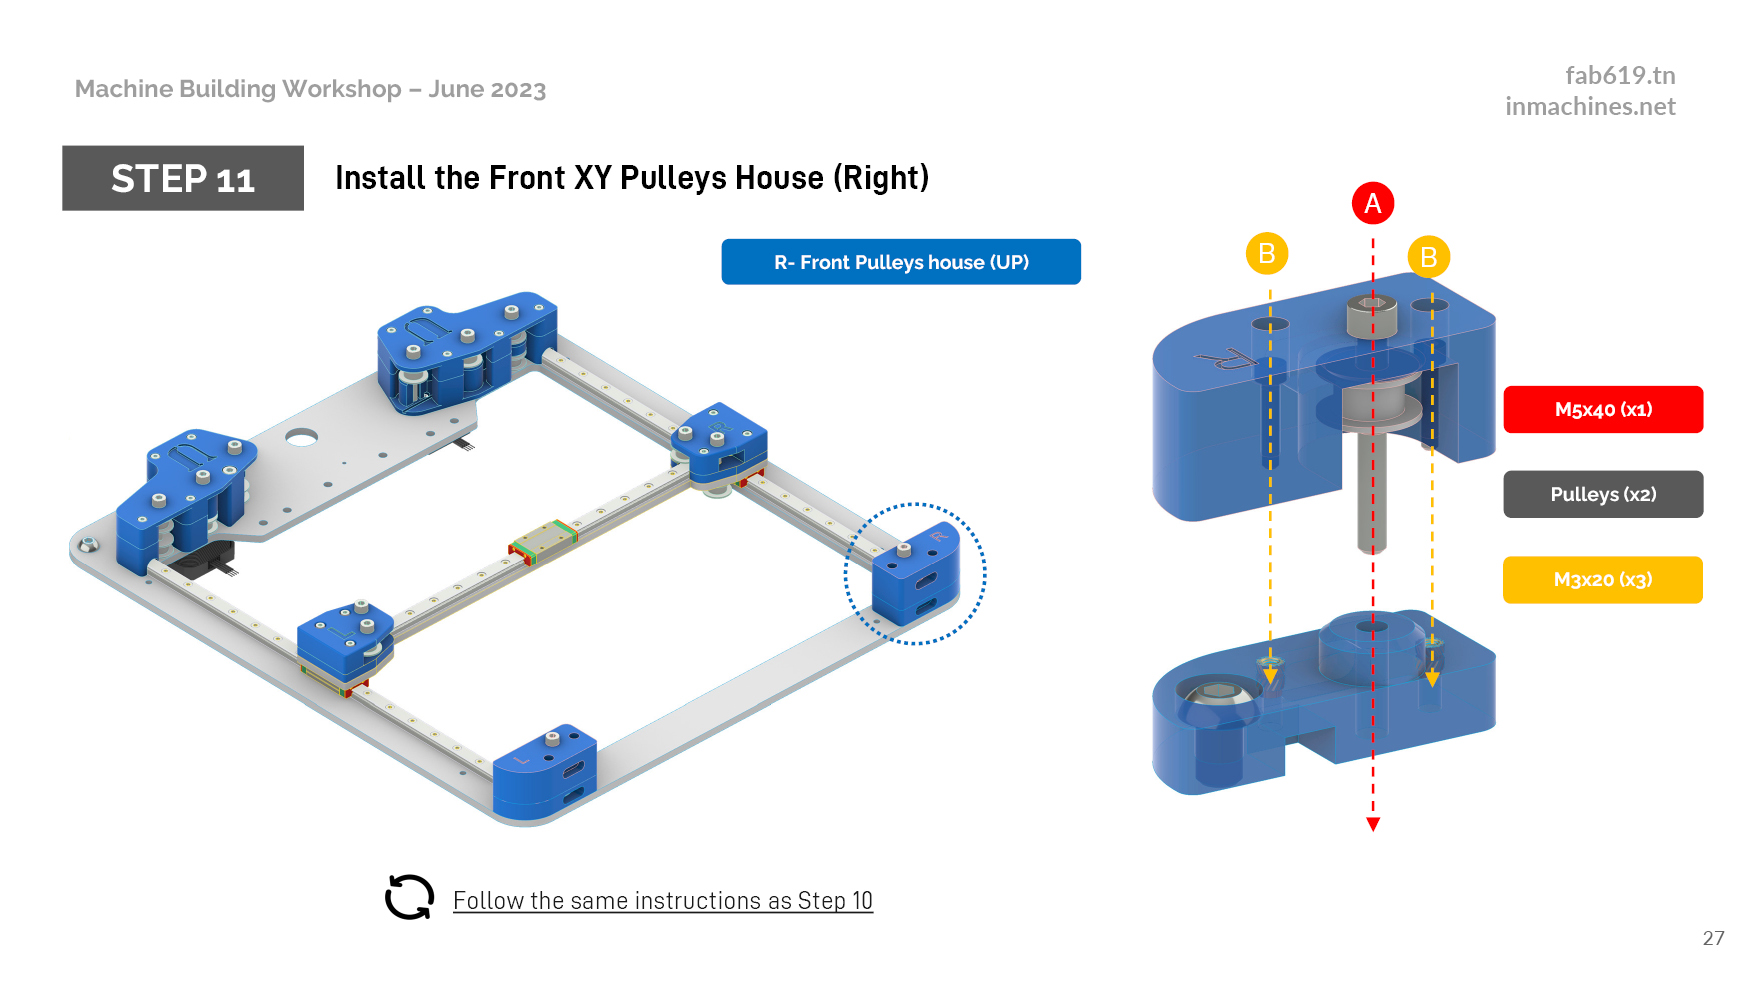 Machine Building Workshop – June 2023
fab619.tn
inmachines.net
STEP 11
Install the Front XY Pulleys House (Right)
R- Front Pulleys house (UP)
A
B
B
R
M5x40 (x1)
Pulleys (x2)
M3x20 (x3)
R
R
L
L
Follow the same instructions as Step 10
27